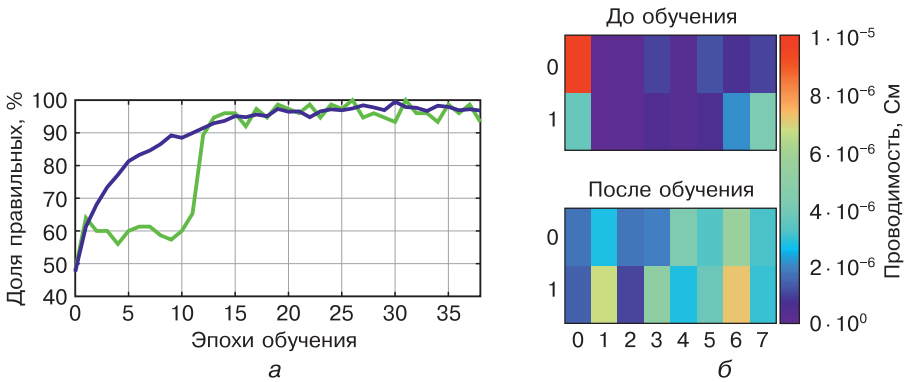 Доля правильных, %
100
90
80
70
60
50
40
0 5 10 15 20 25 30 35
Эпохи обучения
а
До обучения
0
1
После обучения
0
1
0 1 2 3 4 5 6 7
1 · 10⁻⁵
8 · 10⁻⁶
6 · 10⁻⁶
4 · 10⁻⁶
2 · 10⁻⁶
0 · 10⁰
Проводимость, См
б